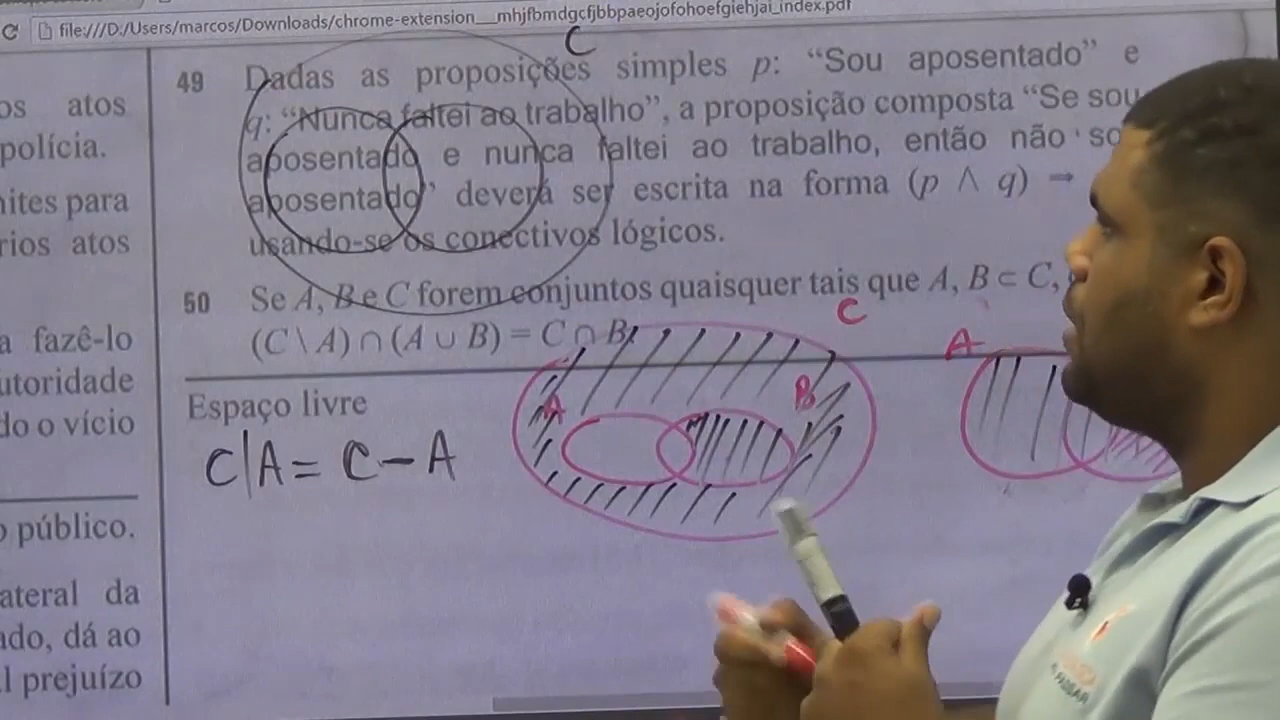 file:///D:/Users/marcos/Downloads/chrome-extension__mhjfbmdgcfjbbpaeojofohoefgiehjai_index.pdf
os atos
polícia.
nites para
rios atos
a fazê-lo
utoridade
do o vício
o público.
ateral da
ado, dá ao
l prejuízo
C
49 Dadas as proposições simples p: “Sou aposentado” e
q: “Nunca faltei ao trabalho”, a proposição composta “Se sou
aposentado e nunca faltei ao trabalho, então não so
aposentado” deverá ser escrita na forma (p ∧ q) →
usando-se os conectivos lógicos.
50 Se A, B e C forem conjuntos quaisquer tais que A, B ⊂ C,
(C \ A) ∩ (A ∪ B) = C ∩ B,
C
A
A
B
Espaço livre
C|A = C - A